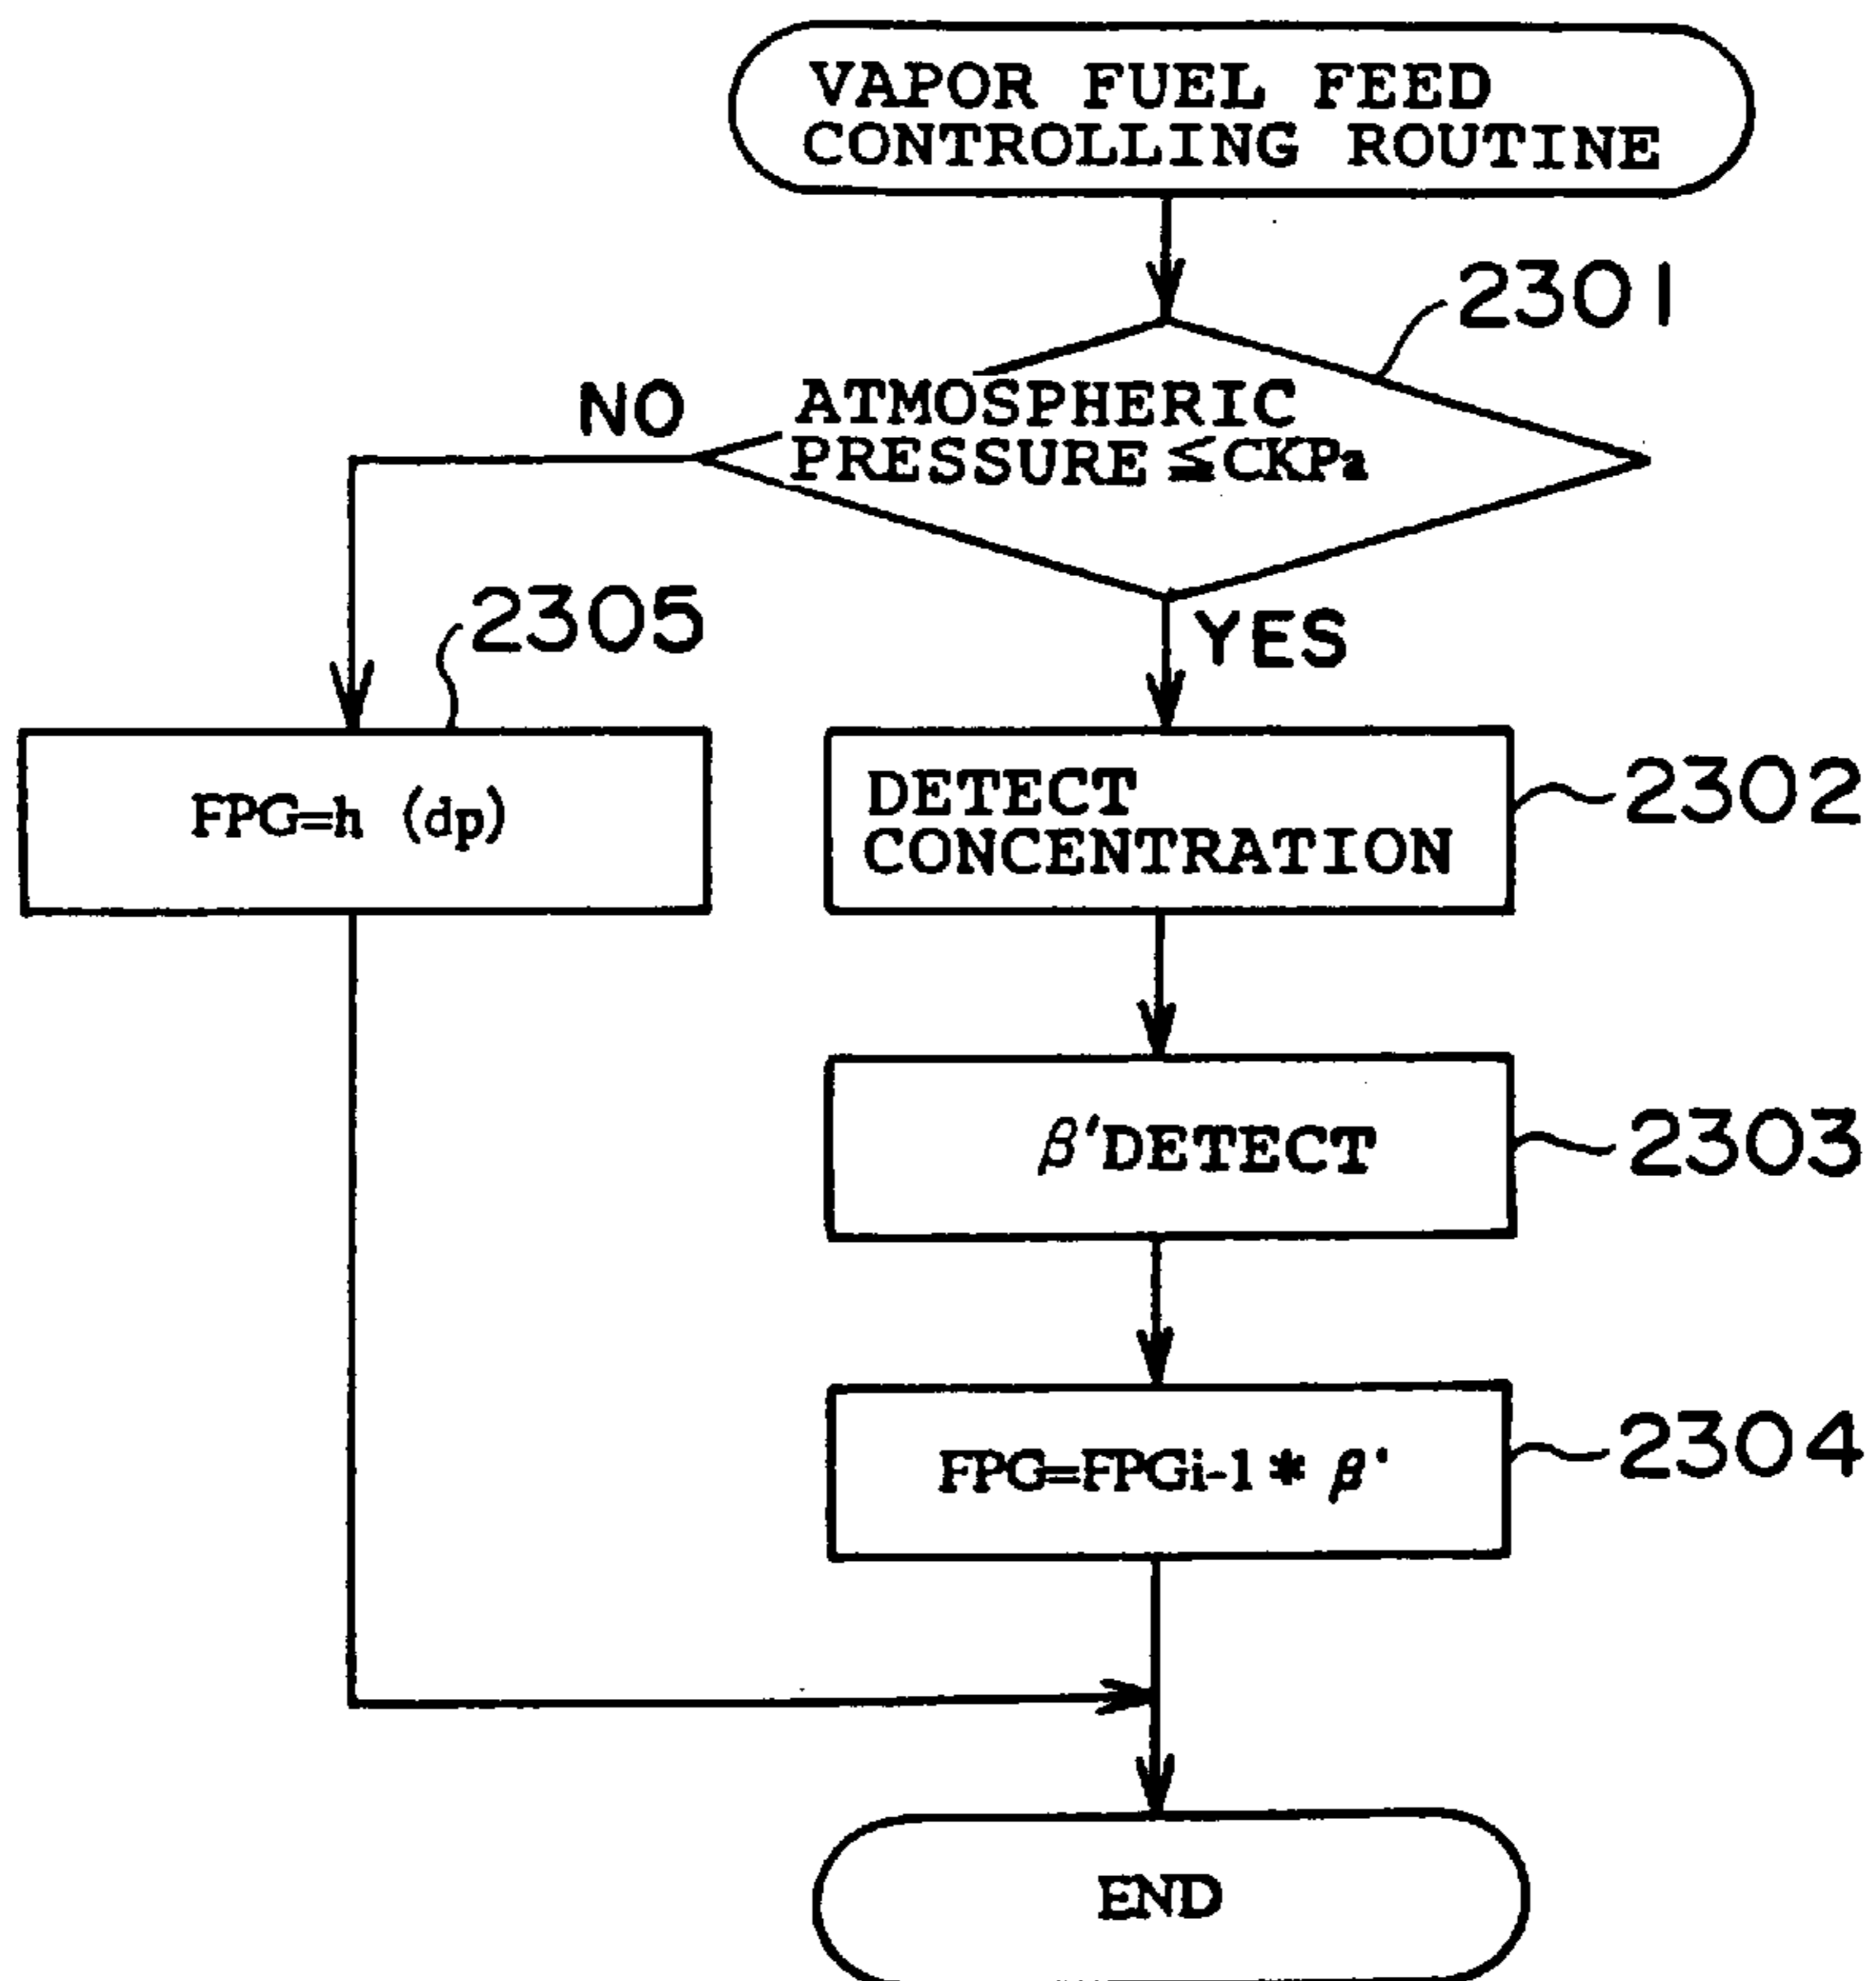 VAPOR FUEL FEED
CONTROLLING ROUTINE
2301
NO
ATMOSPHERIC
PRESSURE ≦CKPa
YES
2305
FPG=h (dp)
DETECT
CONCENTRATION
2302
β'DETECT
2303
FPG=FPGi-1 * β'
2304
END